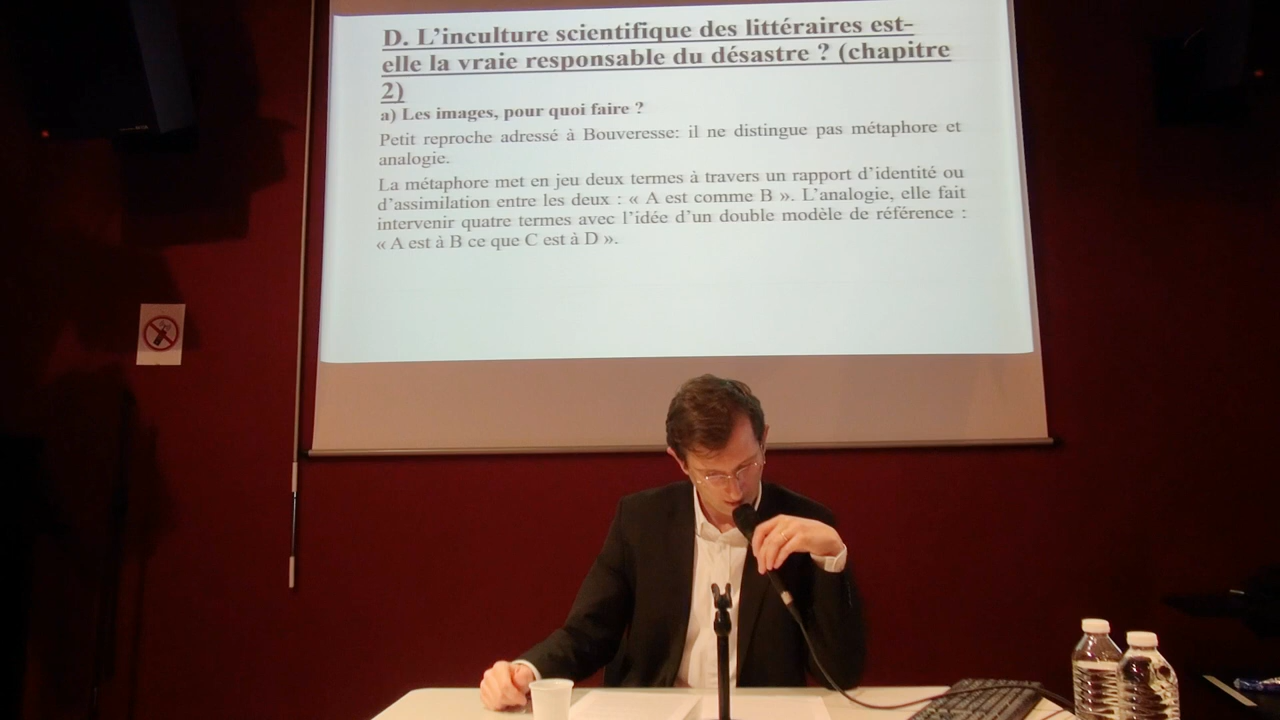 D. L’inculture scientifique des littéraires est-
elle la vraie responsable du désastre ? (chapitre
2)
a) Les images, pour quoi faire ?
Petit reproche adressé à Bouveresse: il ne distingue pas métaphore et
analogie.
La métaphore met en jeu deux termes à travers un rapport d’identité ou
d’assimilation entre les deux : « A est comme B ». L’analogie, elle fait
intervenir quatre termes avec l’idée d’un double modèle de référence :
« A est à B ce que C est à D ».